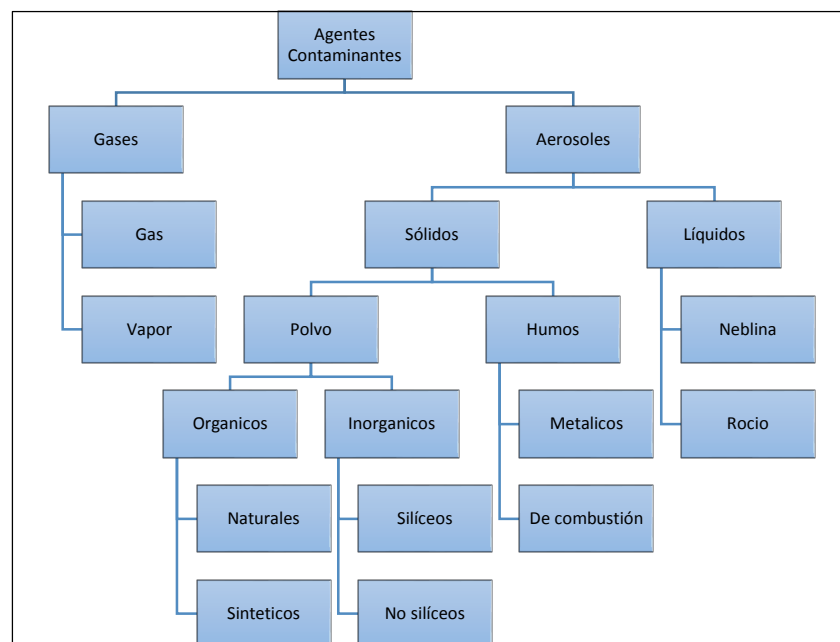 Agentes
Contaminantes
Gases
Aerosoles
Gas
Sólidos
Líquidos
Vapor
Polvo
Humos
Neblina
Organicos
Inorganicos
Metalicos
Rocio
Naturales
Silíceos
De combustión
Sinteticos
No silíceos